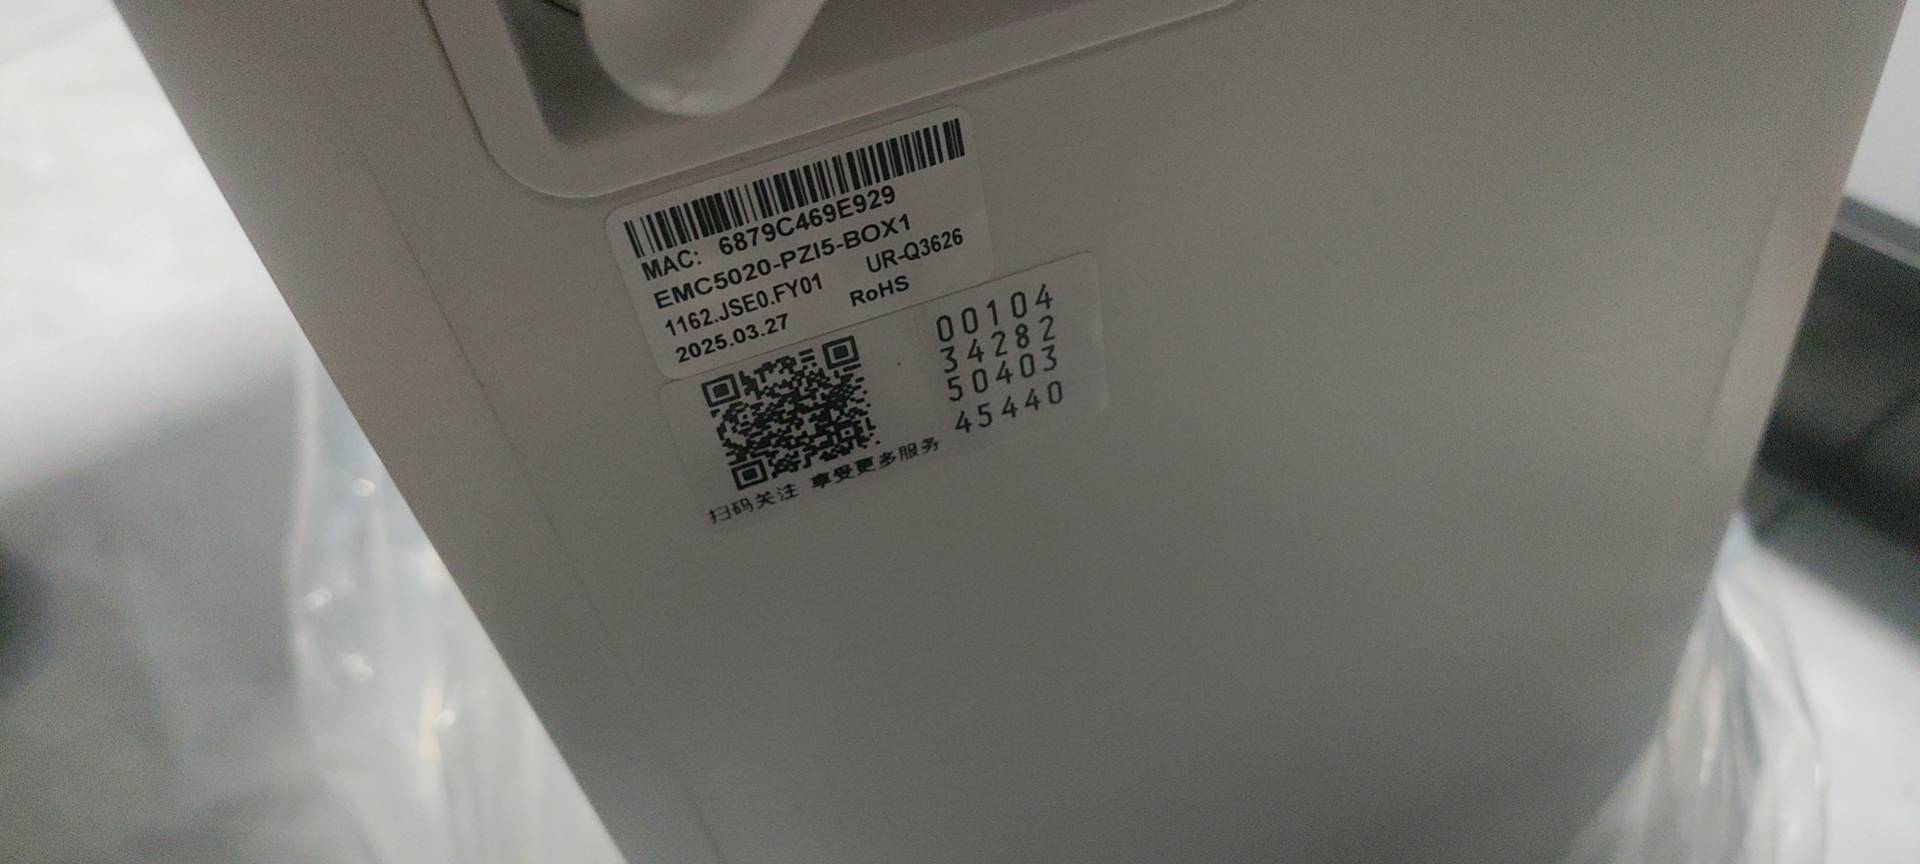 MAC: 6879C469E929
EMC5020-PZI5-BOX1
1162.JSE0.FY01 UR-Q3626
2025.03.27 RoHS
00104
34282
50403
45440
扫码关注 享受更多服务